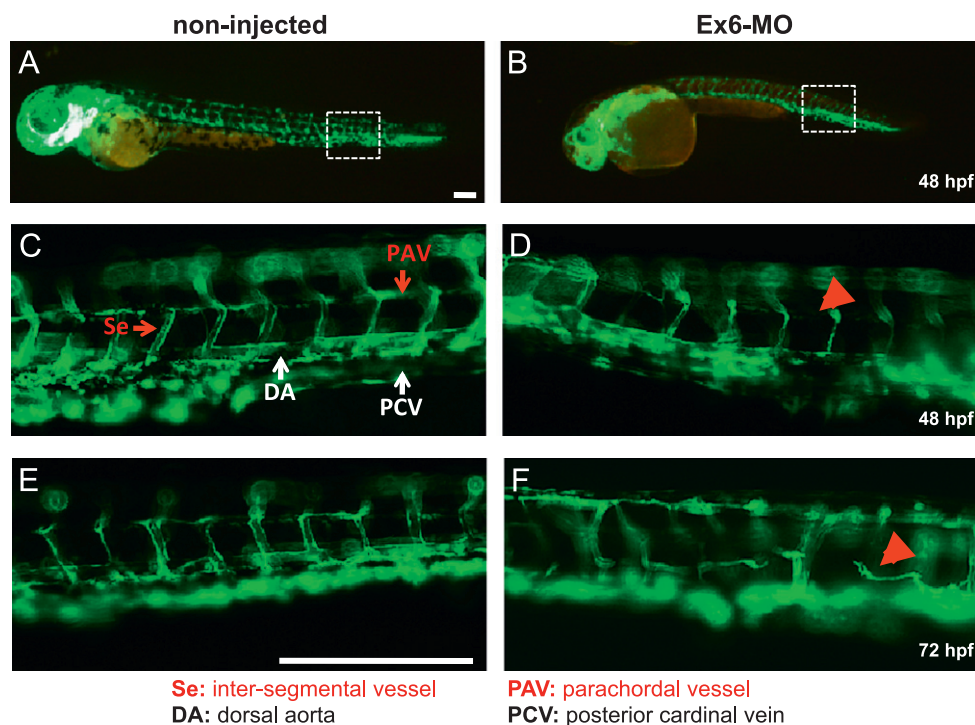 non-injected
Ex6-MO
A
B
48 hpf
C
PAV
Se
DA
PCV
D
48 hpf
E
F
72 hpf
Se: inter-segmental vessel
PAV: parachordal vessel
DA: dorsal aorta
PCV: posterior cardinal vein